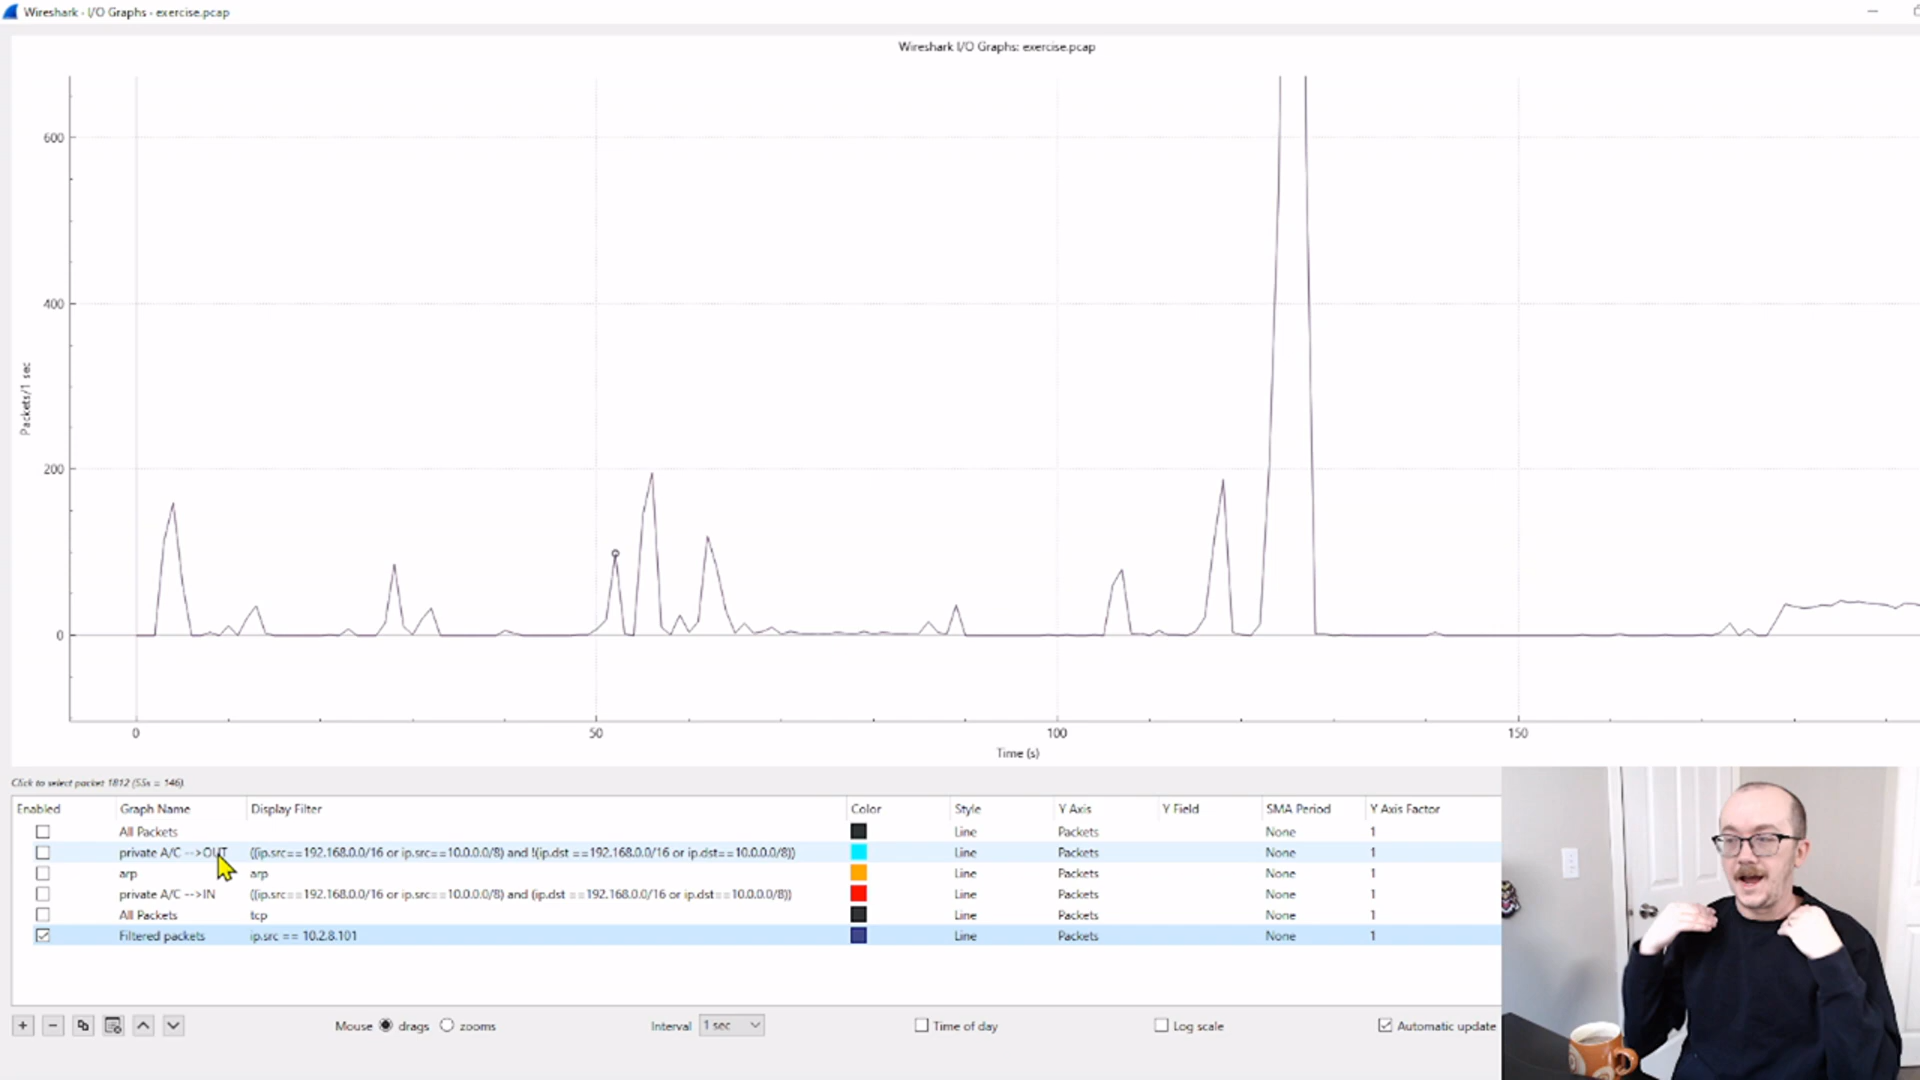 Wireshark · I/O Graphs · exercise.pcap
Wireshark I/O Graphs: exercise.pcap
600
400
200
0
Packets/1 sec
0 50 100 150
Time (s)
Click to select packet 1812 (55s = 146).
Enabled Graph Name Display Filter Color Style Y Axis Y Field SMA Period Y Axis Factor
All Packets Line Packets None 1
private A/C -->OUT ((ip.src==192.168.0.0/16 or ip.src==10.0.0.0/8) and !(ip.dst ==192.168.0.0/16 or ip.dst==10.0.0.0/8)) Line Packets None 1
arp arp Line Packets None 1
private A/C -->IN ((ip.src==192.168.0.0/16 or ip.src==10.0.0.0/8) and (ip.dst ==192.168.0.0/16 or ip.dst==10.0.0.0/8)) Line Packets None 1
All Packets tcp Line Packets None 1
Filtered packets ip.src == 10.2.8.101 Line Packets None 1
Mouse drags zooms Interval 1 sec Time of day Log scale Automatic update